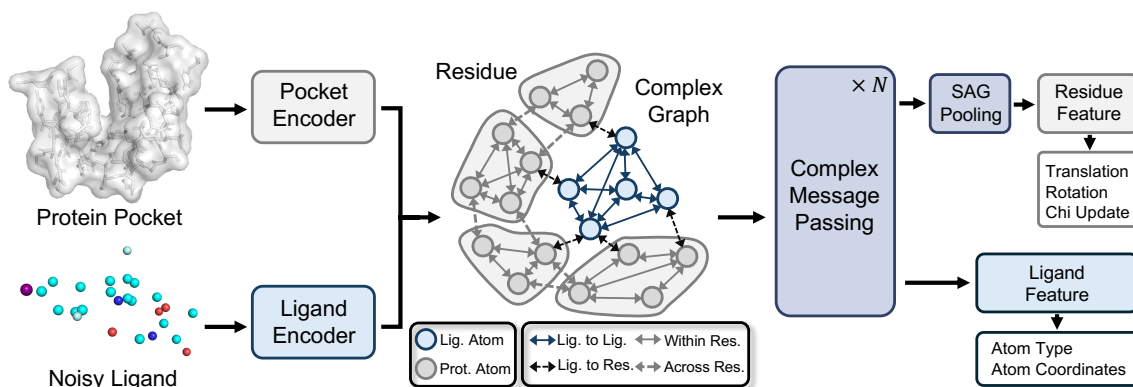 Protein Pocket
Noisy Ligand
Pocket
Encoder
Ligand
Encoder
Residue
Complex
Graph
Lig. Atom
Prot. Atom
Lig. to Lig.
Within Res.
Lig. to Res.
Across Res.
× N
Complex
Message
Passing
SAG
Pooling
Residue
Feature
Translation
Rotation
Chi Update
Ligand
Feature
Atom Type
Atom Coordinates